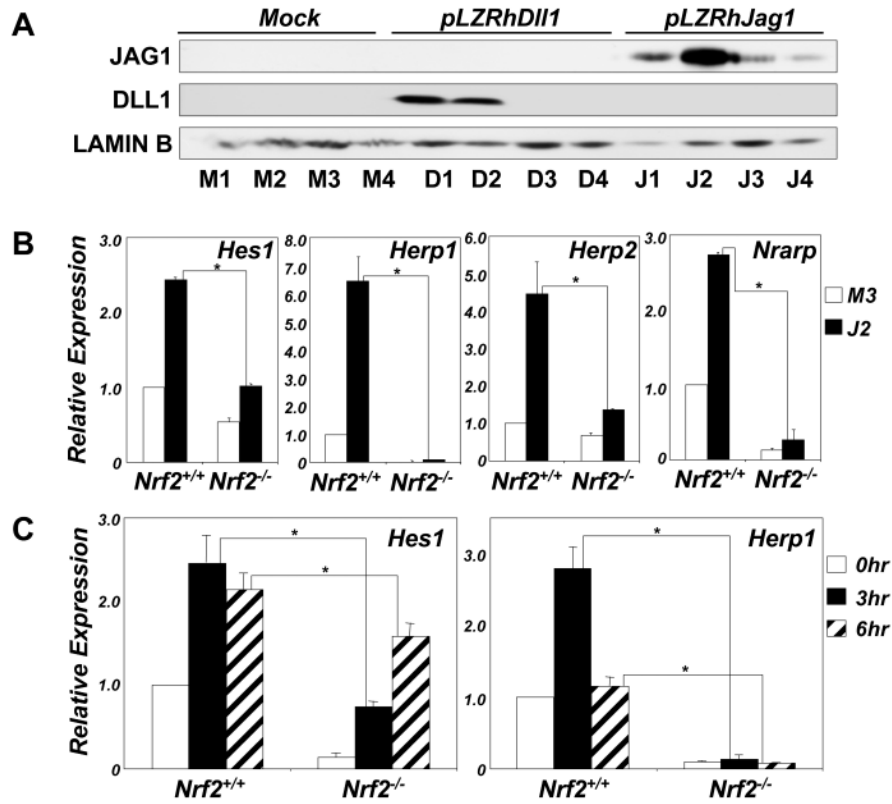 A
Mock pLZRhDll1 pLZRhJag1
JAG1
DLL1
LAMIN B
M1 M2 M3 M4 D1 D2 D3 D4 J1 J2 J3 J4
B
Relative Expression
3.0
2.0
1.0
0
Hes1
*
Nrf2+/+ Nrf2-/-
8.0
7.0
6.0
5.0
4.0
3.0
2.0
1.0
0
Herp1
*
Nrf2+/+ Nrf2-/-
6.0
5.0
4.0
3.0
2.0
1.0
0
Herp2
*
Nrf2+/+ Nrf2-/-
3.0
2.0
1.0
0
Nrarp
*
Nrf2+/+ Nrf2-/-
M3
J2
C
Relative Expression
3.0
2.0
1.0
0
Hes1
*
*
Nrf2+/+ Nrf2-/-
3.0
2.0
1.0
0
Herp1
*
*
Nrf2+/+ Nrf2-/-
0hr
3hr
6hr